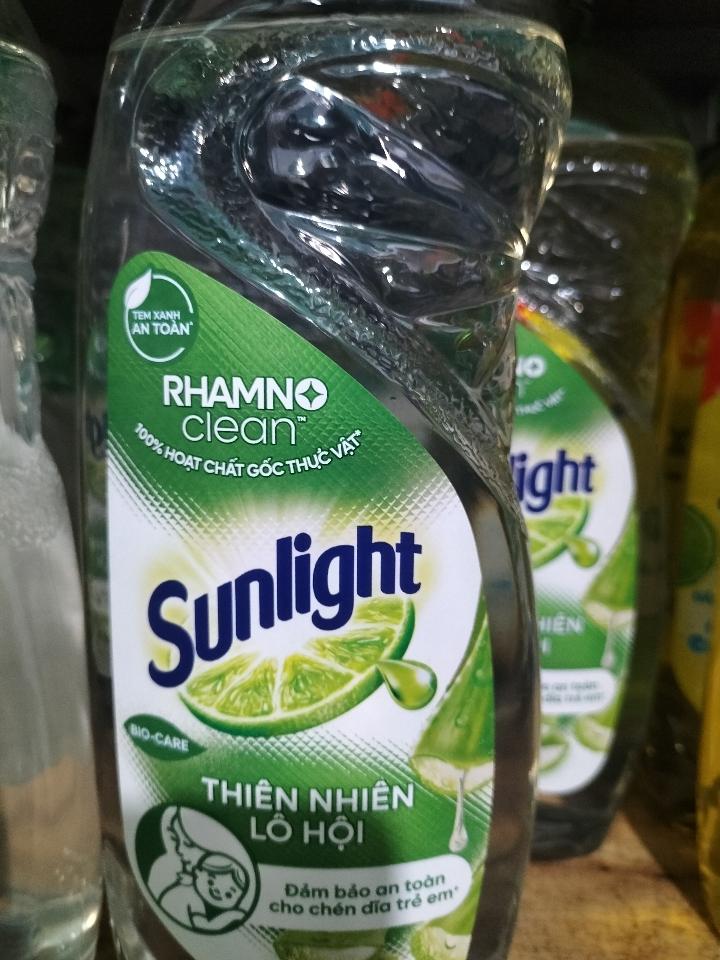 TEM XANH
AN TOÀN*
RHAMNO
clean™
100% HOẠT CHẤT GỐC THỰC VẬT*
Sunlight
BIO-CARE
THIÊN NHIÊN
LÔ HỘI
Đảm bảo an toàn
cho chén dĩa trẻ em*
light